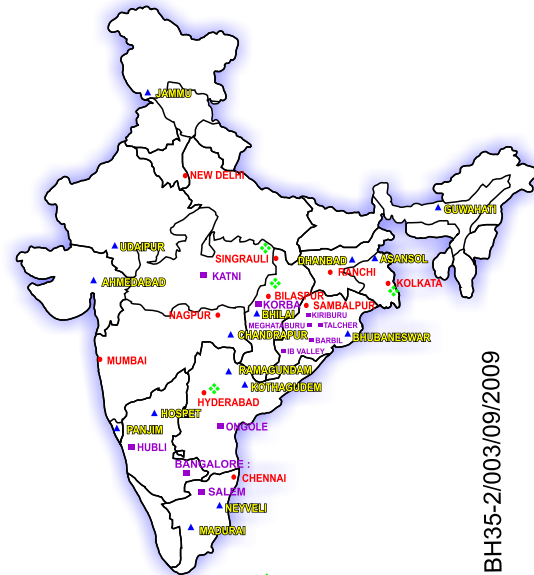 JAMMU
NEW DELHI
GUWAHATI
UDAIPUR
SINGRAULI
DHANBAD
ASANSOL
KATNI
RANCHI
AHMEDABAD
KOLKATA
BILASPUR
KORBA
SAMBALPUR
NAGPUR
BHILAI
KIRIBURU
MEGHATABURU
TALCHER
CHANDRAPUR
BHUBANESWAR
BARBIL
IB VALLEY
MUMBAI
RAMAGUNDAM
KOTHAGUDEM
HYDERABAD
HOSPET
PANJIM
ONGOLE
HUBLI
BANGALORE :
CHENNAI
SALEM
NEYVELI
MADURAI
BH35-2/003/09/2009